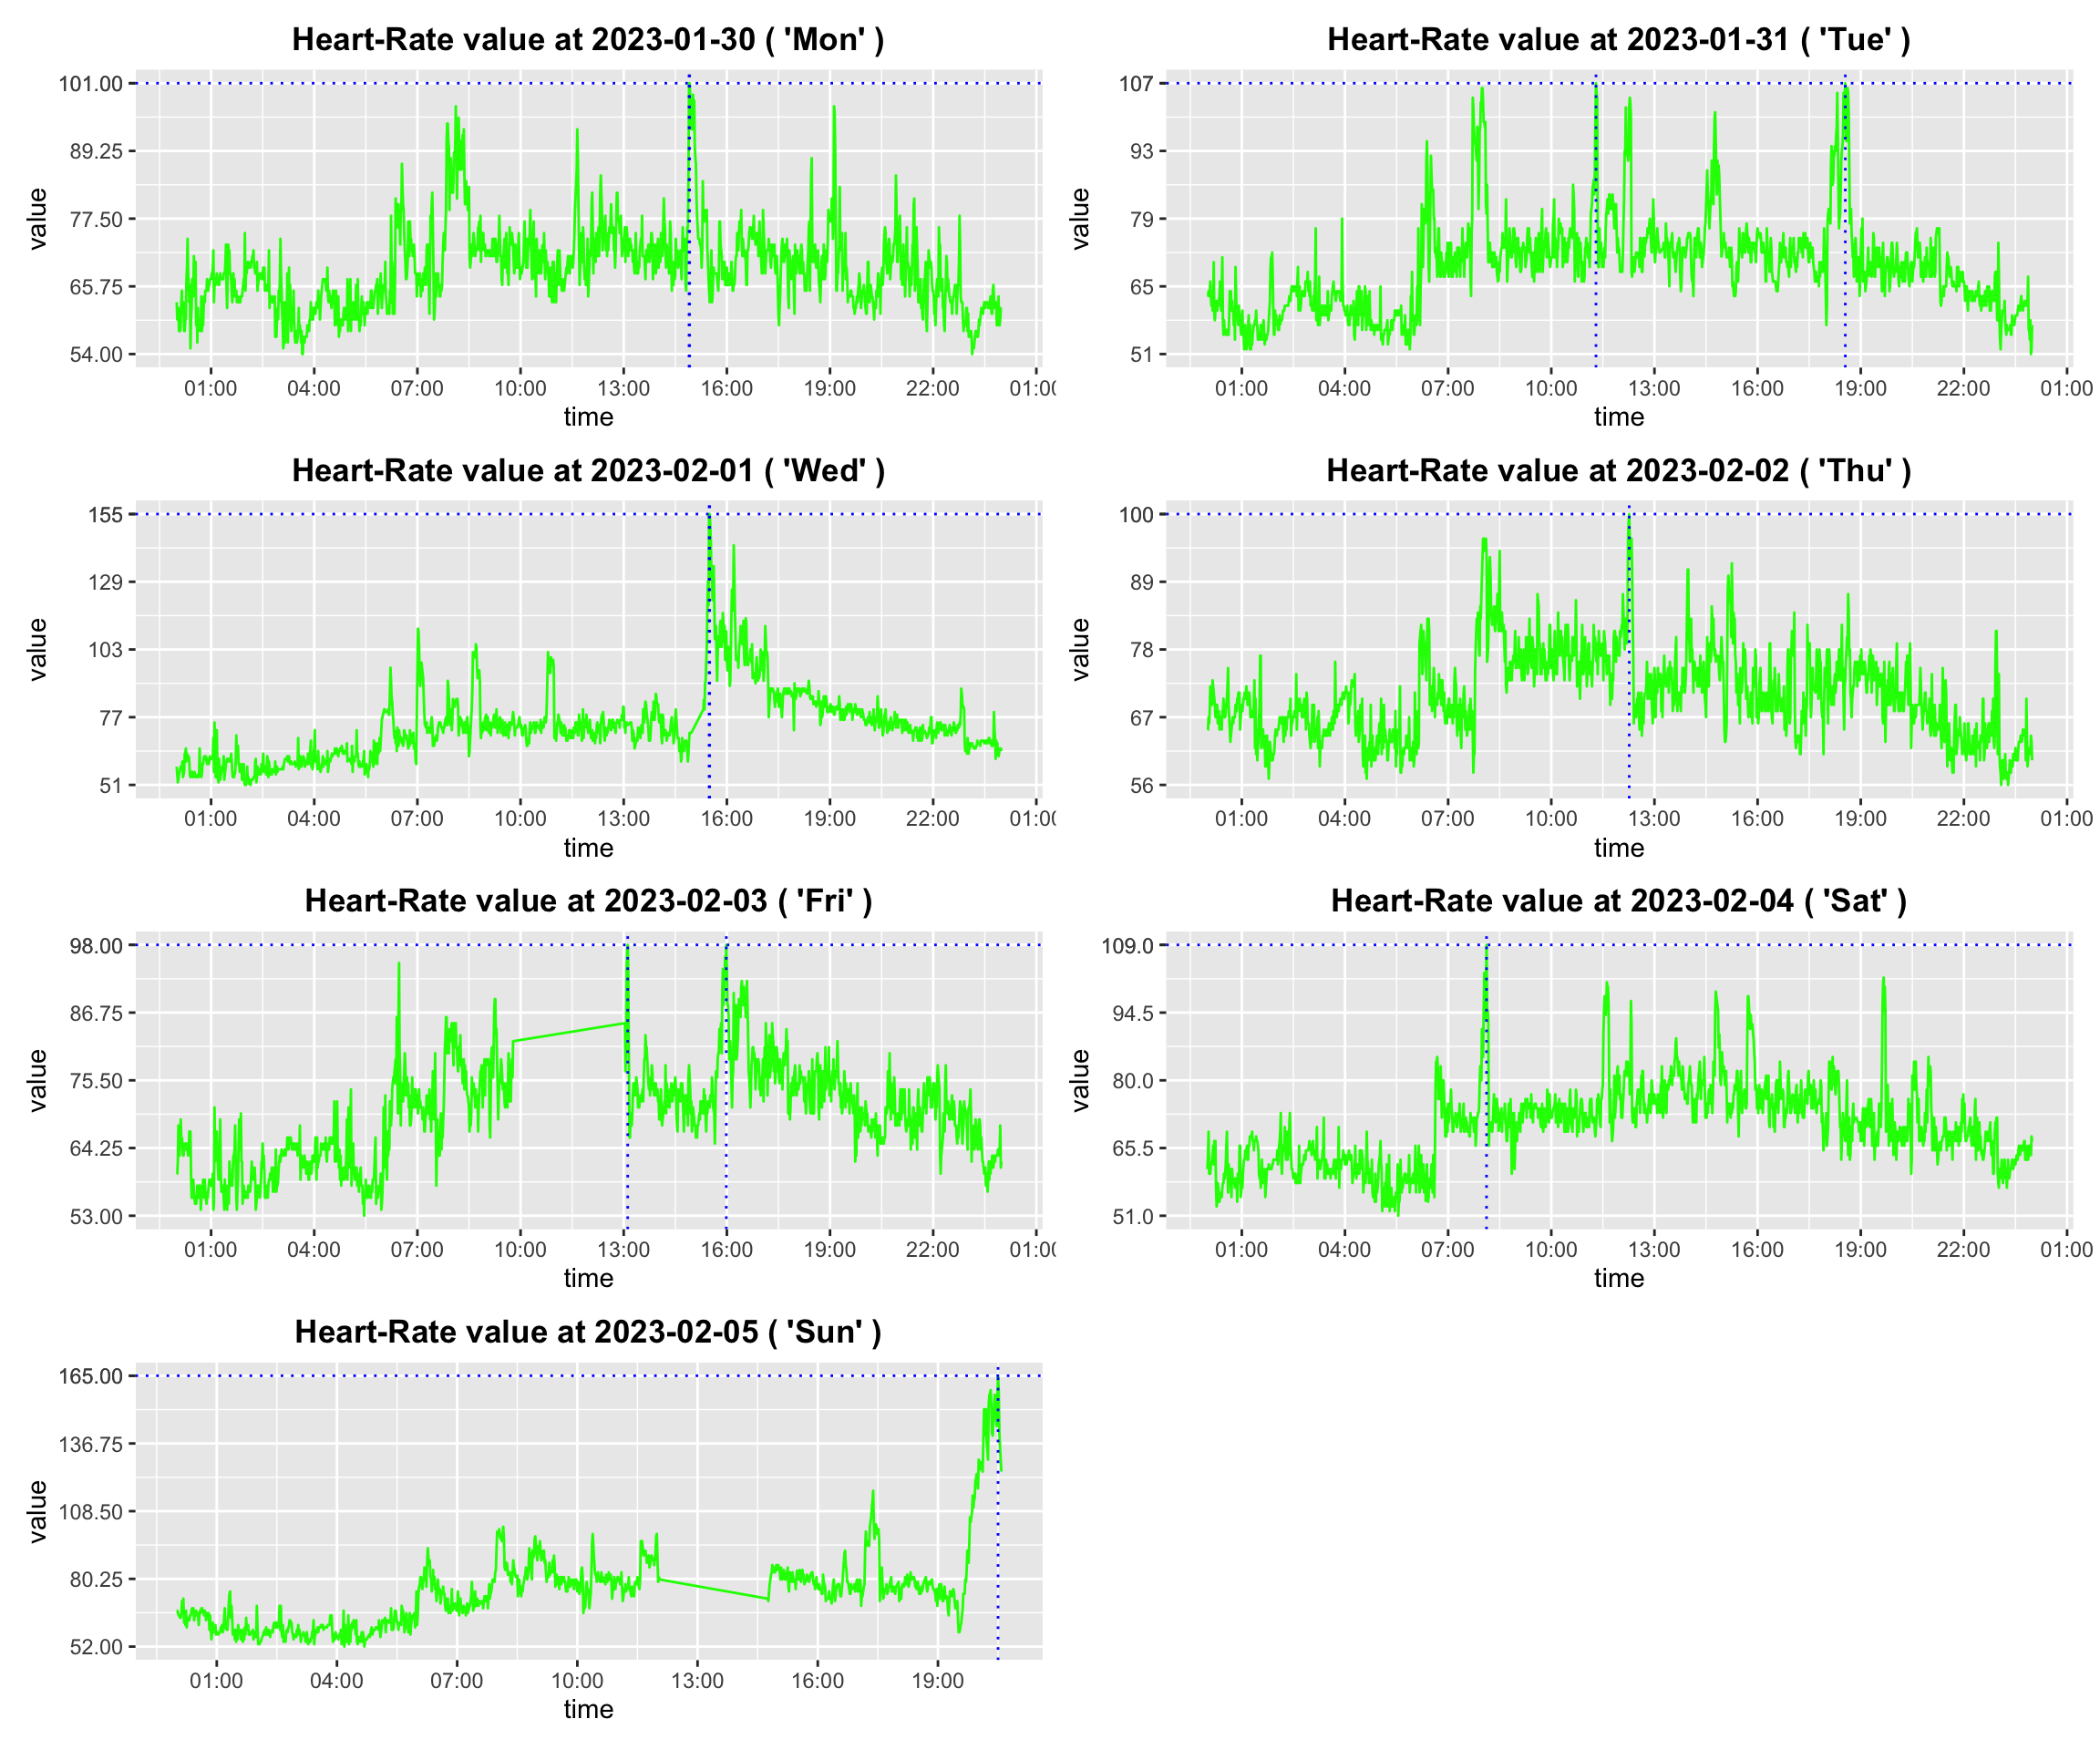 Heart-Rate value at 2023-01-30 ( 'Mon' )
value
101.00
89.25
77.50
65.75
54.00
01:00 04:00 07:00 10:00 13:00 16:00 19:00 22:00 01:00
time
Heart-Rate value at 2023-01-31 ( 'Tue' )
value
107
93
79
65
51
01:00 04:00 07:00 10:00 13:00 16:00 19:00 22:00 01:00
time
Heart-Rate value at 2023-02-01 ( 'Wed' )
value
155
129
103
77
51
01:00 04:00 07:00 10:00 13:00 16:00 19:00 22:00 01:00
time
Heart-Rate value at 2023-02-02 ( 'Thu' )
value
100
89
78
67
56
01:00 04:00 07:00 10:00 13:00 16:00 19:00 22:00 01:00
time
Heart-Rate value at 2023-02-03 ( 'Fri' )
value
98.00
86.75
75.50
64.25
53.00
01:00 04:00 07:00 10:00 13:00 16:00 19:00 22:00 01:00
time
Heart-Rate value at 2023-02-04 ( 'Sat' )
value
109.0
94.5
80.0
65.5
51.0
01:00 04:00 07:00 10:00 13:00 16:00 19:00 22:00 01:00
time
Heart-Rate value at 2023-02-05 ( 'Sun' )
value
165.00
136.75
108.50
80.25
52.00
01:00 04:00 07:00 10:00 13:00 16:00 19:00
time